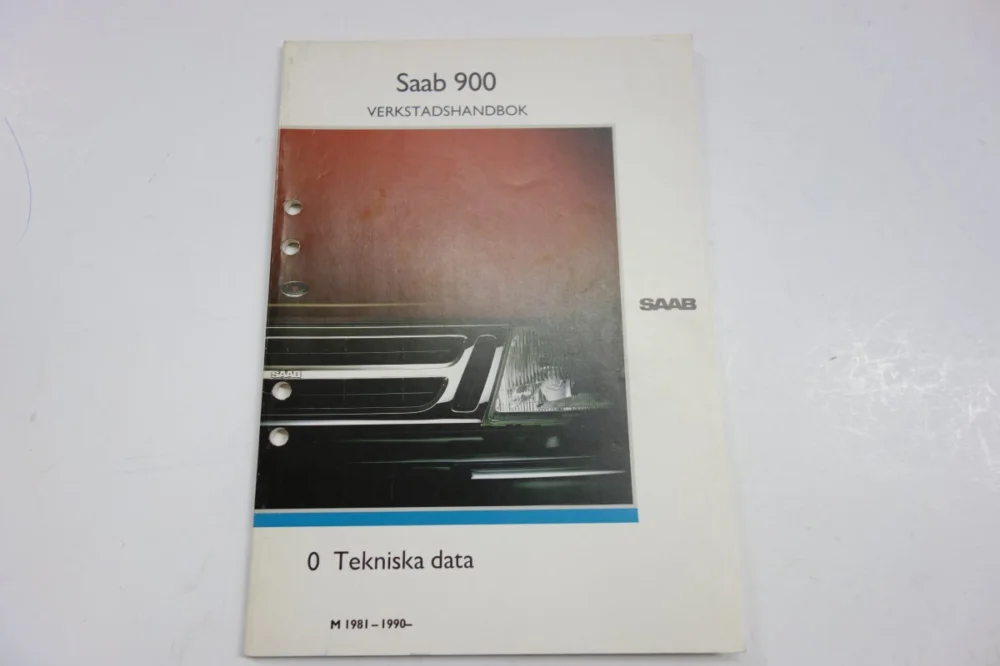 Saab 900
VERKSTADSHANDBOK
SAAB
SAAB
0 Tekniska data
M 1981–1990–